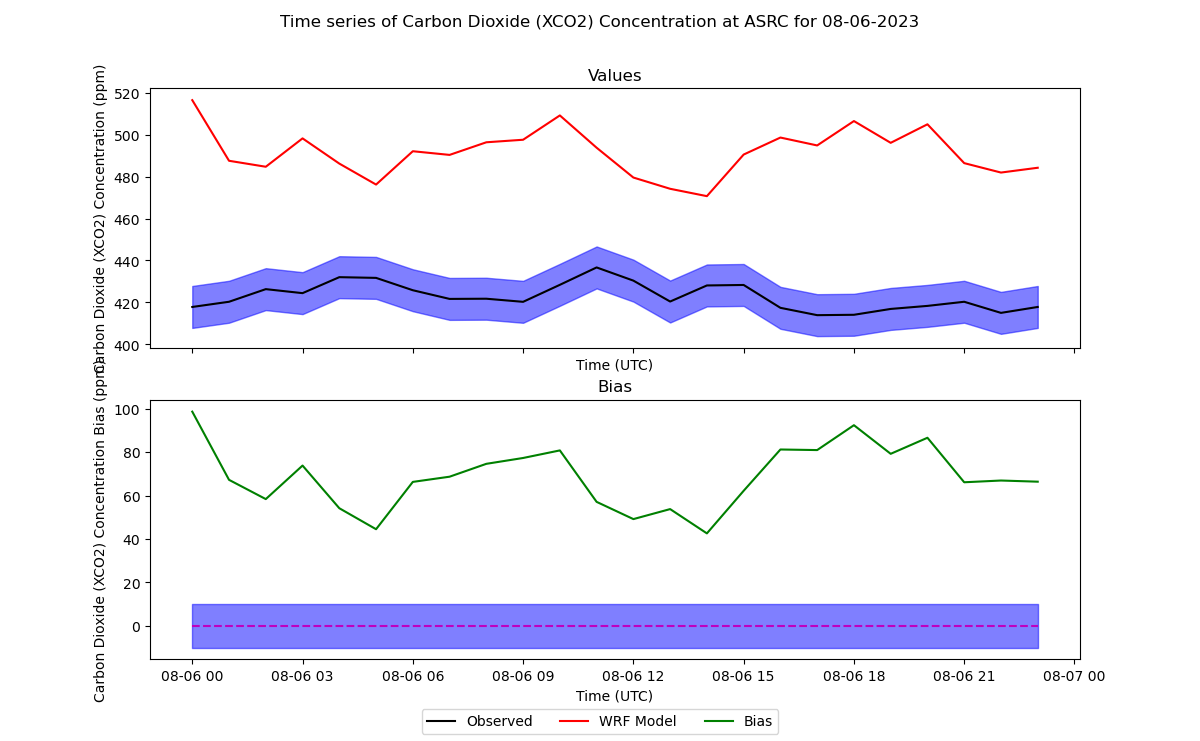 Time series of Carbon Dioxide (XCO2) Concentration at ASRC for 08-06-2023
Values
Carbon Dioxide (XCO2) Concentration (ppm)
520
500
480
460
440
420
400
Time (UTC)
Bias
Carbon Dioxide (XCO2) Concentration Bias (ppm)
100
80
60
40
20
0
08-06 00 08-06 03 08-06 06 08-06 09 08-06 12 08-06 15 08-06 18 08-06 21 08-07 00
Time (UTC)
Observed WRF Model Bias